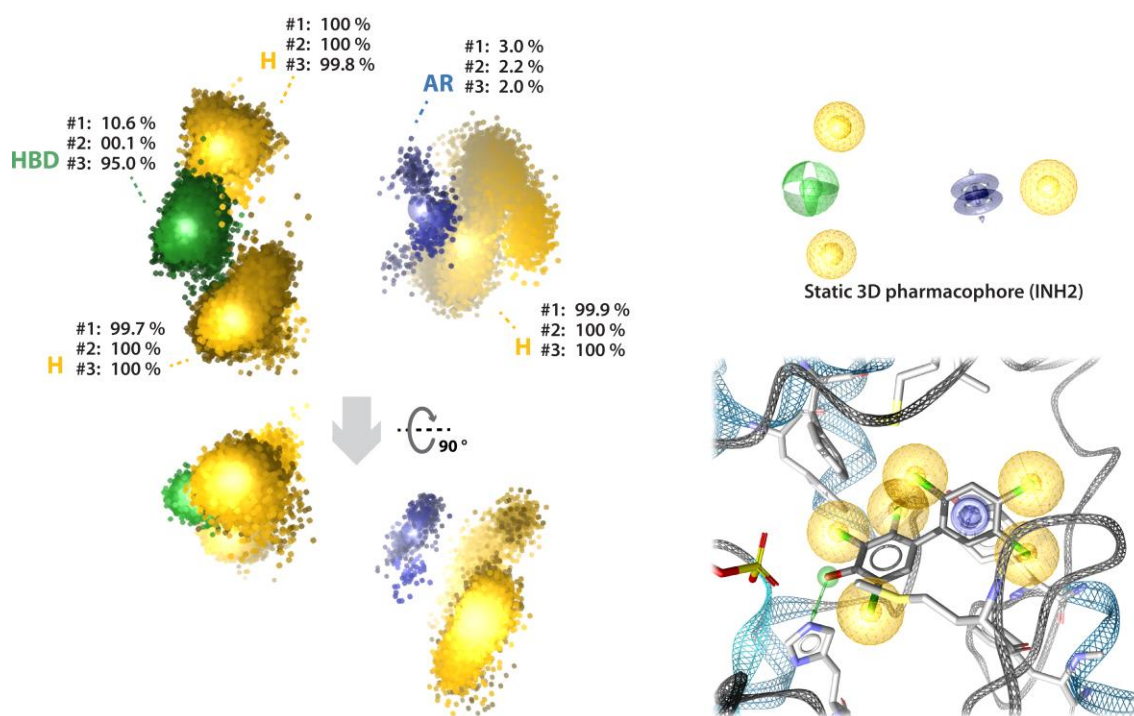 #1: 100 %
#2: 100 %
H #3: 99.8 %
#1: 3.0 %
#2: 2.2 %
AR #3: 2.0 %
#1: 10.6 %
#2: 00.1 %
HBD #3: 95.0 %
Static 3D pharmacophore (INH2)
#1: 99.7 %
#2: 100 %
H #3: 100 %
#1: 99.9 %
#2: 100 %
H #3: 100 %
90 °